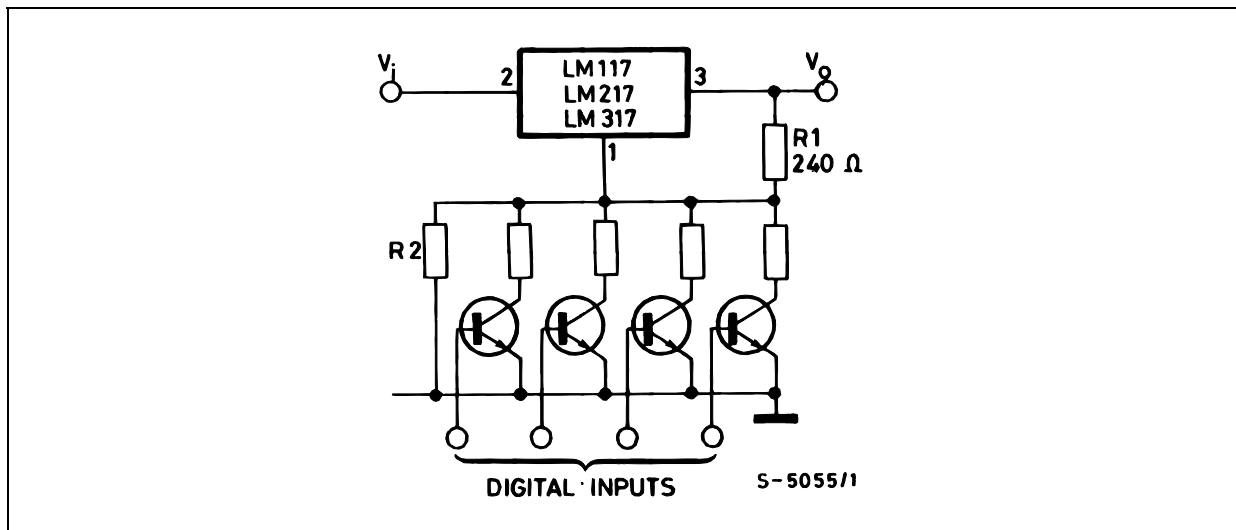 Vi
2
LM117
LM217
LM317
3
Vo
1
R1
240 Ω
R2
DIGITAL INPUTS
S-5055/1